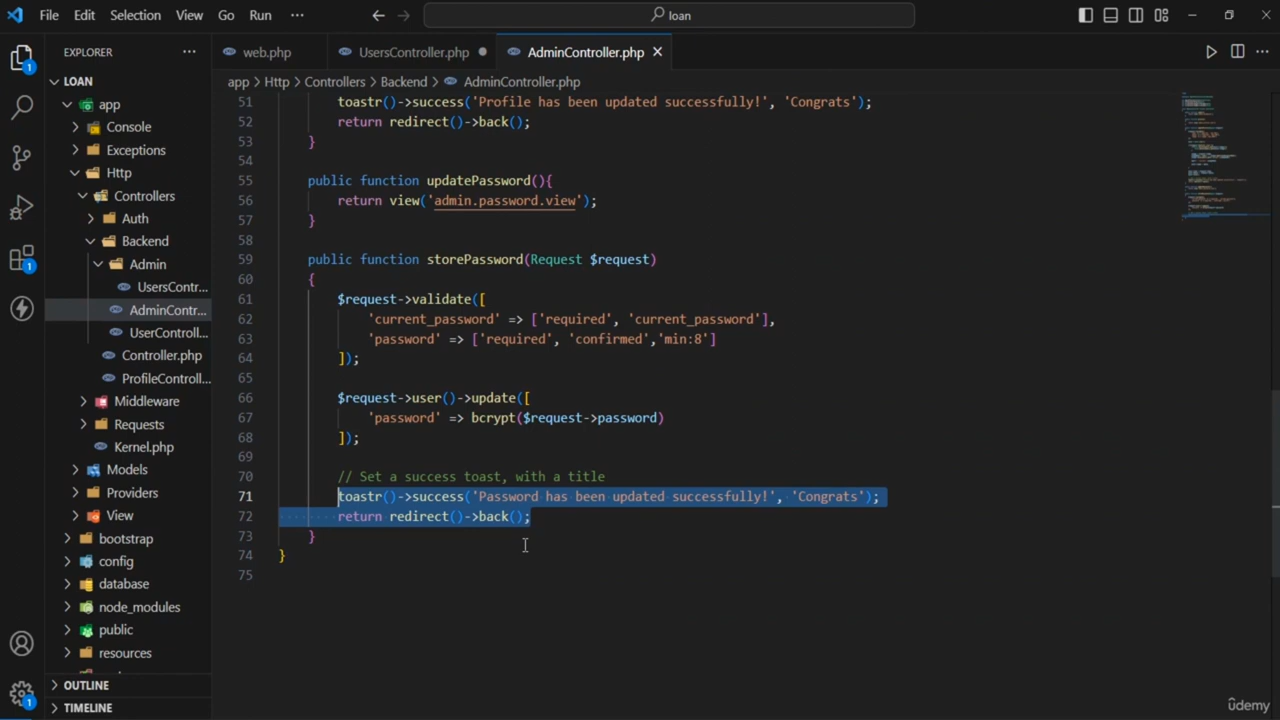 File Edit Selection View Go Run ··· loan
EXPLORER ···
web.php UsersController.php AdminController.php
LOAN
app > Http > Controllers > Backend > AdminController.php
app
Console
Exceptions
Http
Controllers
Auth
Backend
Admin
UsersContr...
AdminContr...
UserControll...
Controller.php
ProfileControll...
Middleware
Requests
Kernel.php
Models
Providers
View
bootstrap
config
database
node_modules
public
resources
OUTLINE
TIMELINE
1
1
1
51 toastr()->success('Profile has been updated successfully!', 'Congrats');
52 return redirect()->back();
53 }
54
55 public function updatePassword(){
56 return view('admin.password.view');
57 }
58
59 public function storePassword(Request $request)
60 {
61 $request->validate([
62 'current_password' => ['required', 'current_password'],
63 'password' => ['required', 'confirmed','min:8']
64 ]);
65
66 $request->user()->update([
67 'password' => bcrypt($request->password)
68 ]);
69
70 // Set a success toast, with a title
71 toastr()->success('Password has been updated successfully!', 'Congrats');
72 return redirect()->back();
73 }
74 }
75
ûdemy